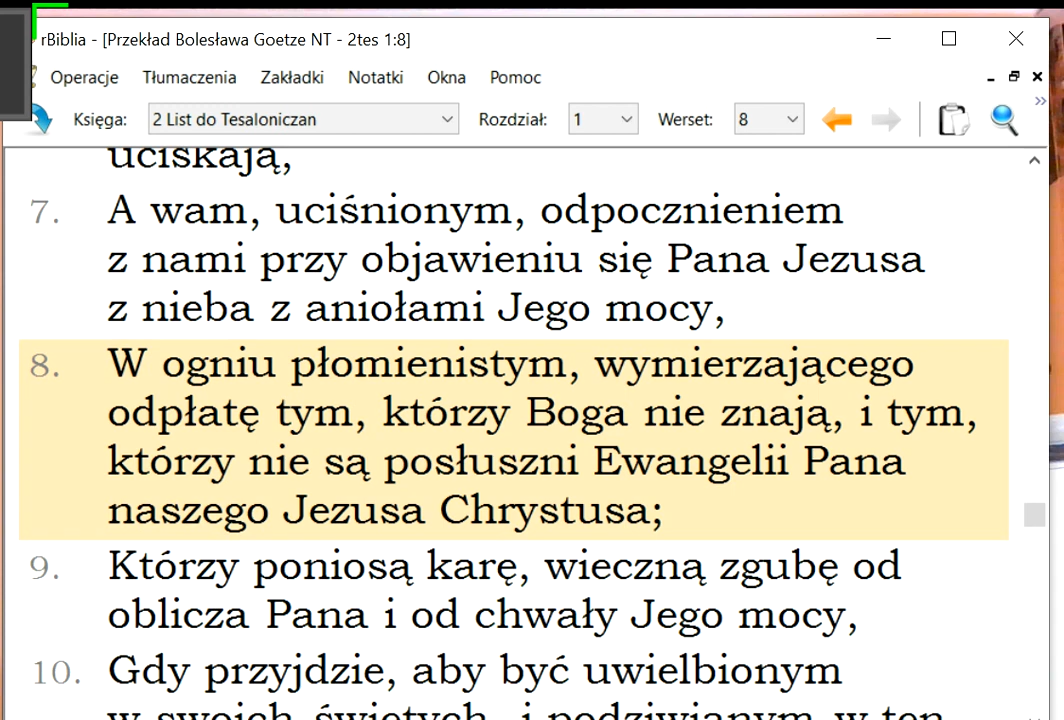 rBiblia - [Przekład Bolesława Goetze NT - 2tes 1:8]
Operacje Tłumaczenia Zakładki Notatki Okna Pomoc
Księga: 2 List do Tesaloniczan Rozdział: 1 Werset: 8
uciskają,
7. A wam, uciśnionym, odpocznieniem
z nami przy objawieniu się Pana Jezusa
z nieba z aniołami Jego mocy,
8. W ogniu płomienistym, wymierzającego
odpłatę tym, którzy Boga nie znają, i tym,
którzy nie są posłuszni Ewangelii Pana
naszego Jezusa Chrystusa;
9. Którzy poniosą karę, wieczną zgubę od
oblicza Pana i od chwały Jego mocy,
10. Gdy przyjdzie, aby być uwielbionym
w swoich świętych, i podziwianym w ten